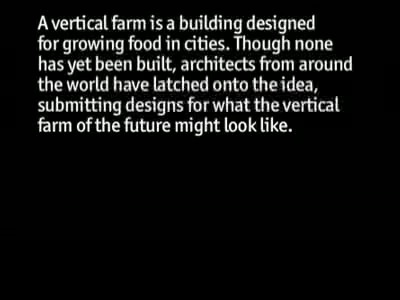 A vertical farm is a building designed
for growing food in cities. Though none
has yet been built, architects from around
the world have latched onto the idea,
submitting designs for what the vertical
farm of the future might look like.